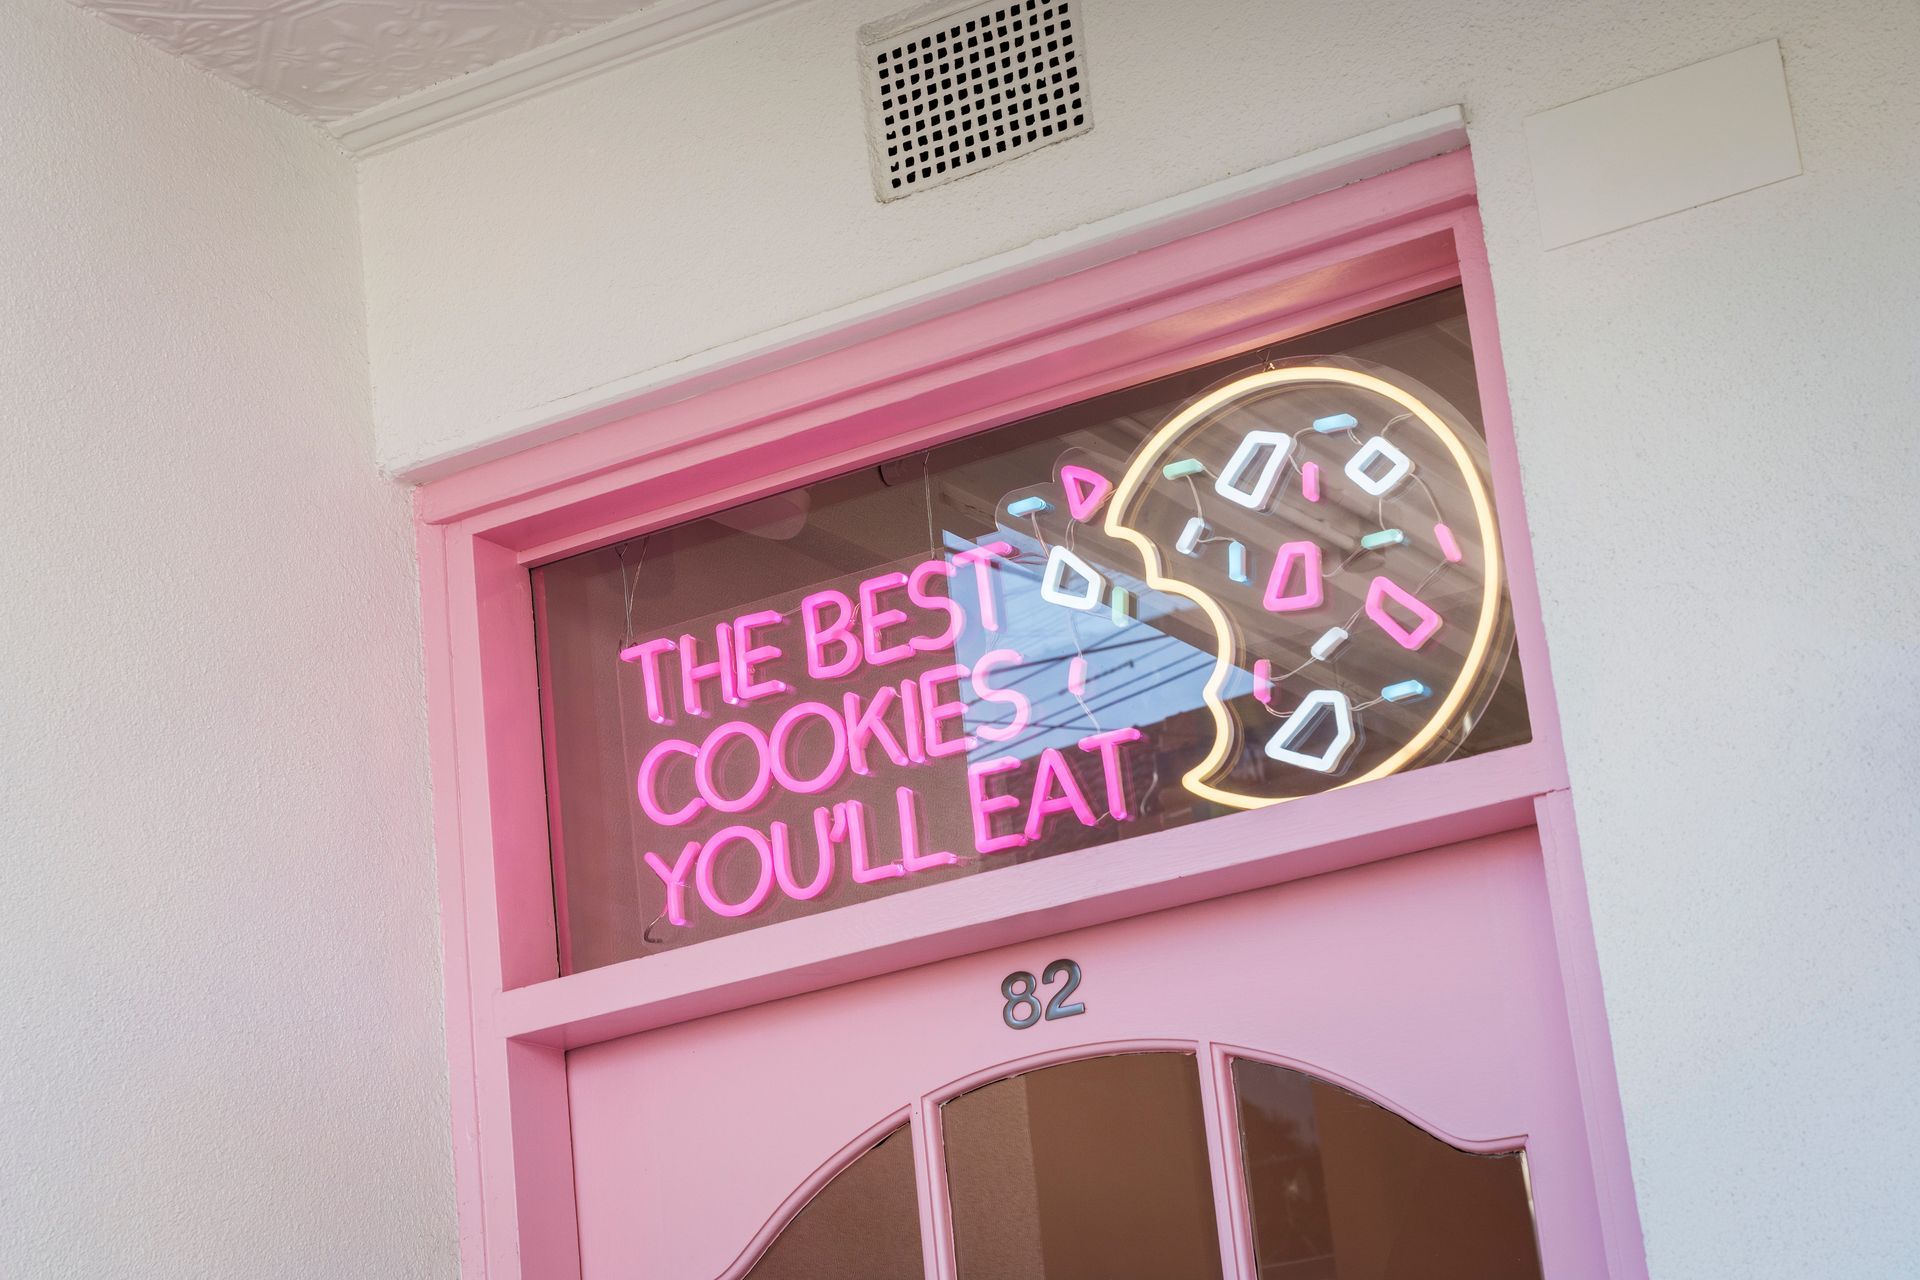 THE BEST
COOKIES
YOU'LL EAT
82